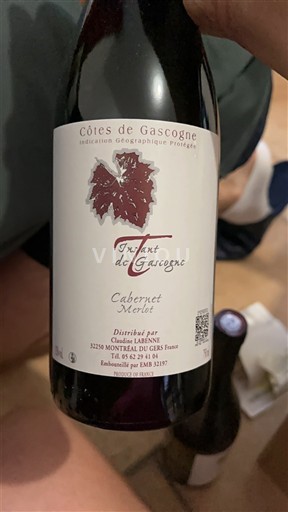 Côtes de Gascogne
Indication Géographique Protégée
Instant
de Gascogne
Cabernet
Merlot
Distribué par
Claudine LABENNE
32250 MONTRÉAL DU GERS France
Tél. 05 62 29 41 04
Embouteillé par EMB 32197
PRODUCT OF FRANCE